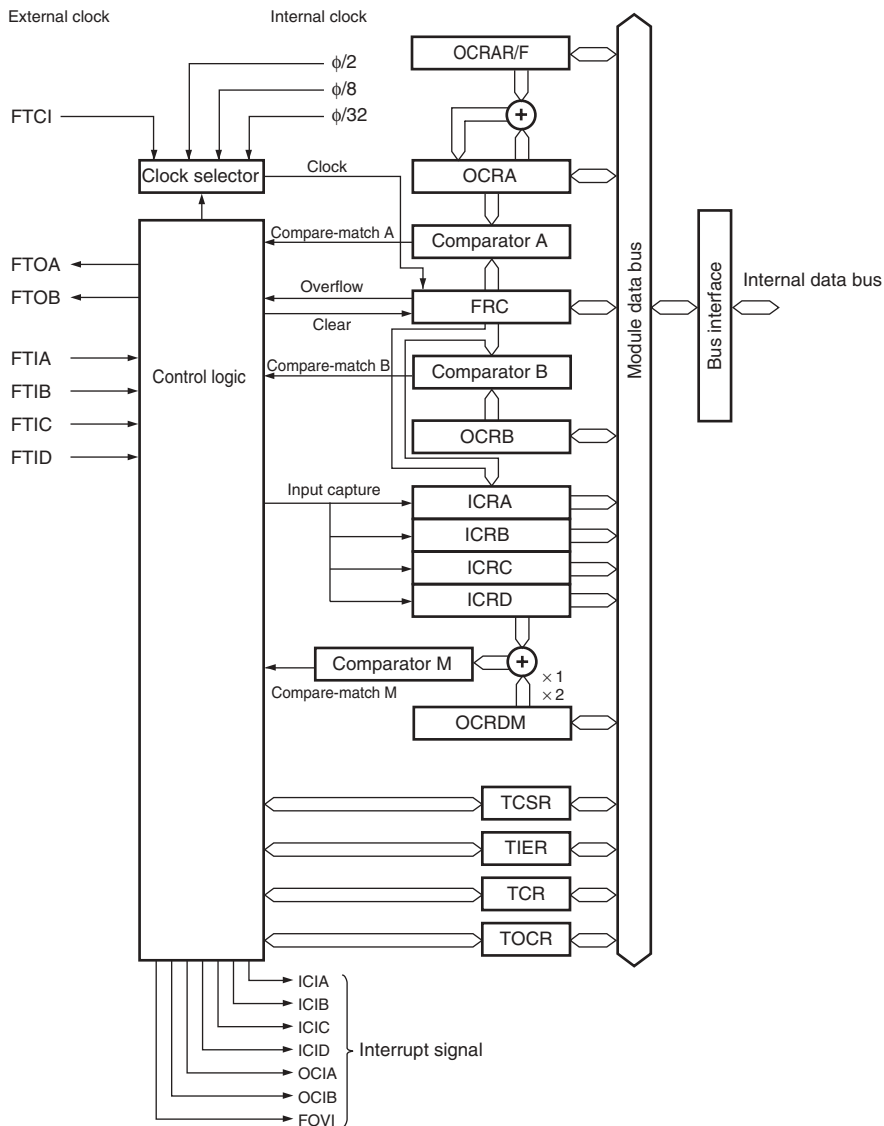 External clock
Internal clock
OCRAR/F
ϕ/2
ϕ/8
FTCI
ϕ/32
+
Clock selector
Clock
OCRA
Compare-match A
Comparator A
FTOA
Overflow
FTOB
FRC
Clear
Module data bus
Bus interface
Internal data bus
FTIA
Control logic
Compare-match B
Comparator B
FTIB
FTIC
OCRB
FTID
Input capture
ICRA
ICRB
ICRC
ICRD
+
Comparator M
× 1
× 2
Compare-match M
OCRDM
TCSR
TIER
TCR
TOCR
ICIA
ICIB
ICIC
ICID
Interrupt signal
OCIA
OCIB
FOVI